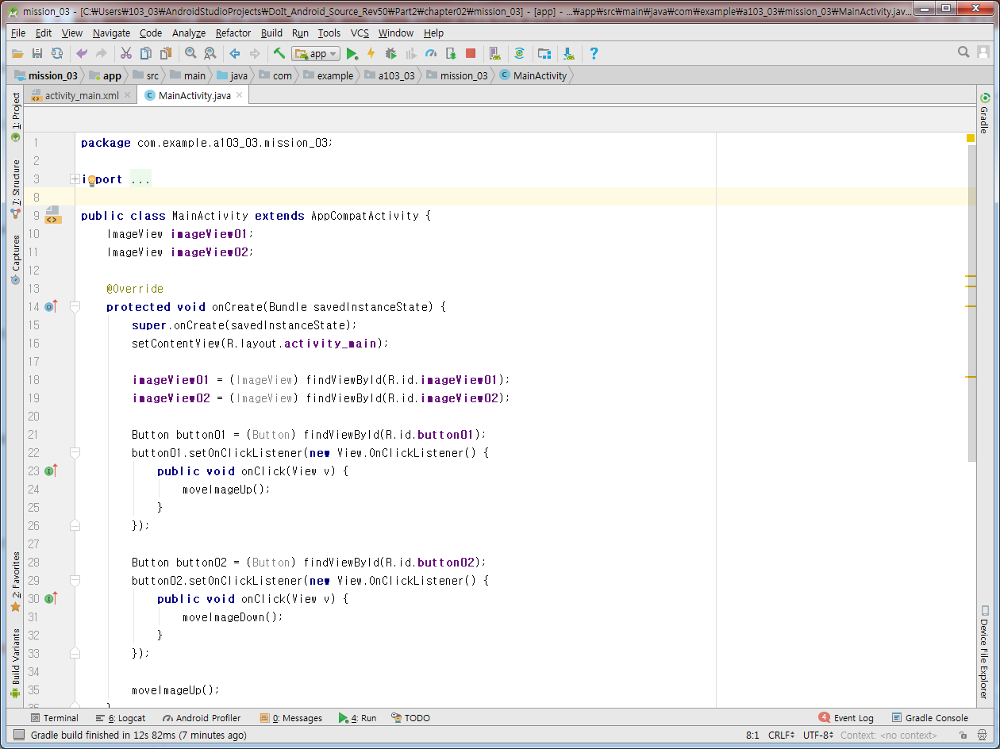 mission_03 - [C:₩Users₩103_03₩AndroidStudioProjects₩DoIt_Android_Source_Rev50₩Part2₩chapter02₩mission_03] - [app] - ...₩app₩src₩main₩java₩com₩example₩a103_03₩mission_03₩MainActivity.jav...
File Edit View Navigate Code Analyze Refactor Build Run Tools VCS Window Help
app
mission_03 app src main java com example a103_03 mission_03 MainActivity
activity_main.xml MainActivity.java
1: Project
7: Structure
Captures
2: Favorites
Build Variants
1 package com.example.a103_03.mission_03;
2
3 import ...
8
9 public class MainActivity extends AppCompatActivity {
10 ImageView imageView01;
11 ImageView imageView02;
12
13 @Override
14 protected void onCreate(Bundle savedInstanceState) {
15 super.onCreate(savedInstanceState);
16 setContentView(R.layout.activity_main);
17
18 imageView01 = (ImageView) findViewById(R.id.imageView01);
19 imageView02 = (ImageView) findViewById(R.id.imageView02);
20
21 Button button01 = (Button) findViewById(R.id.button01);
22 button01.setOnClickListener(new View.OnClickListener() {
23 public void onClick(View v) {
24 moveImageUp();
25 }
26 });
27
28 Button button02 = (Button) findViewById(R.id.button02);
29 button02.setOnClickListener(new View.OnClickListener() {
30 public void onClick(View v) {
31 moveImageDown();
32 }
33 });
34
35 moveImageUp();
Gradle
Device File Explorer
Terminal 6: Logcat Android Profiler 0: Messages 4: Run TODO 4 Event Log Gradle Console
Gradle build finished in 12s 82ms (7 minutes ago) 8:1 CRLF UTF-8 Context: <no context>